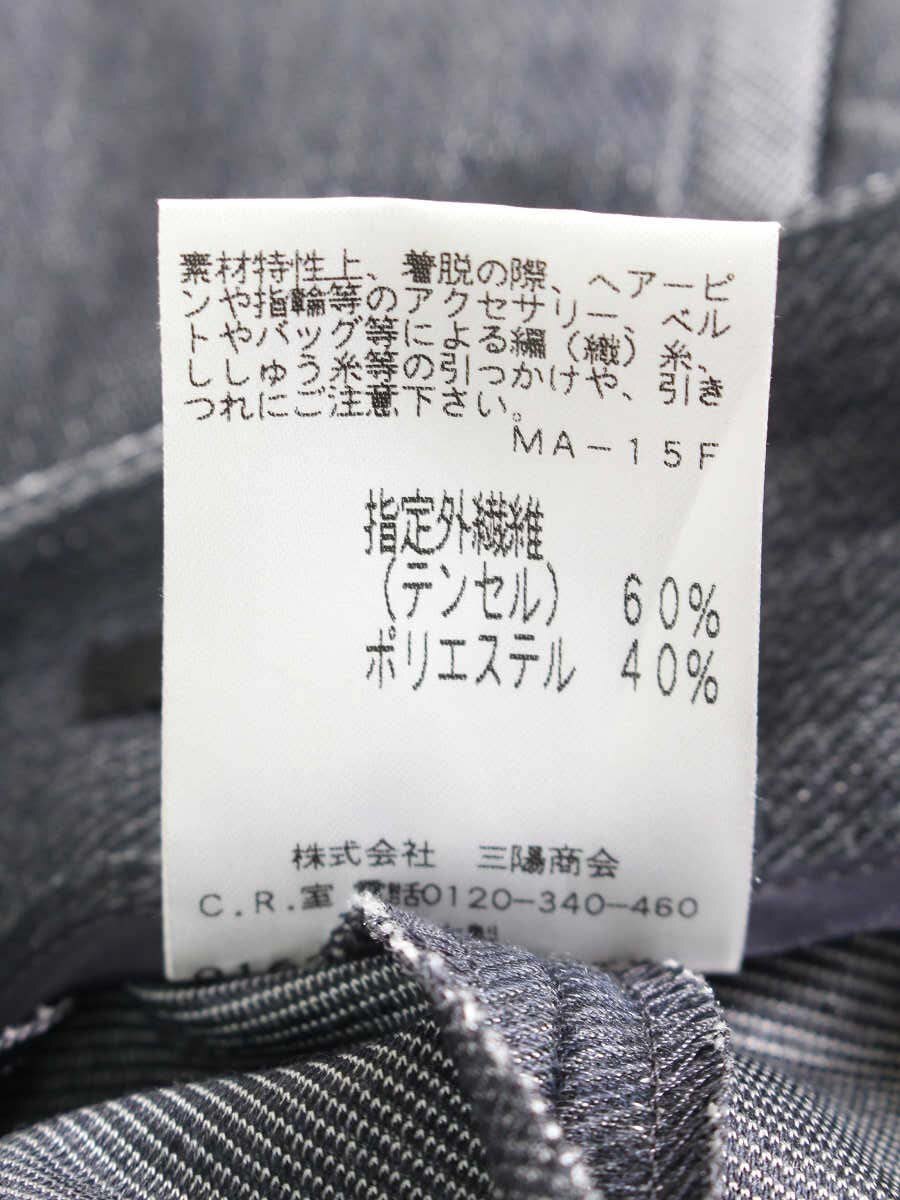 素材特性上、着脱の際、ヘアーピ
ンや指輪等のアクセサリー、ベル
トやバッグ等による編（織）糸、
ししゅう糸等の引っかけや、引き
つれにご注意下さい。
MA-15F
指定外繊維
(テンセル) 60%
ポリエステル 40%
株式会社 三陽商会
C.R.室 電話0120-340-460